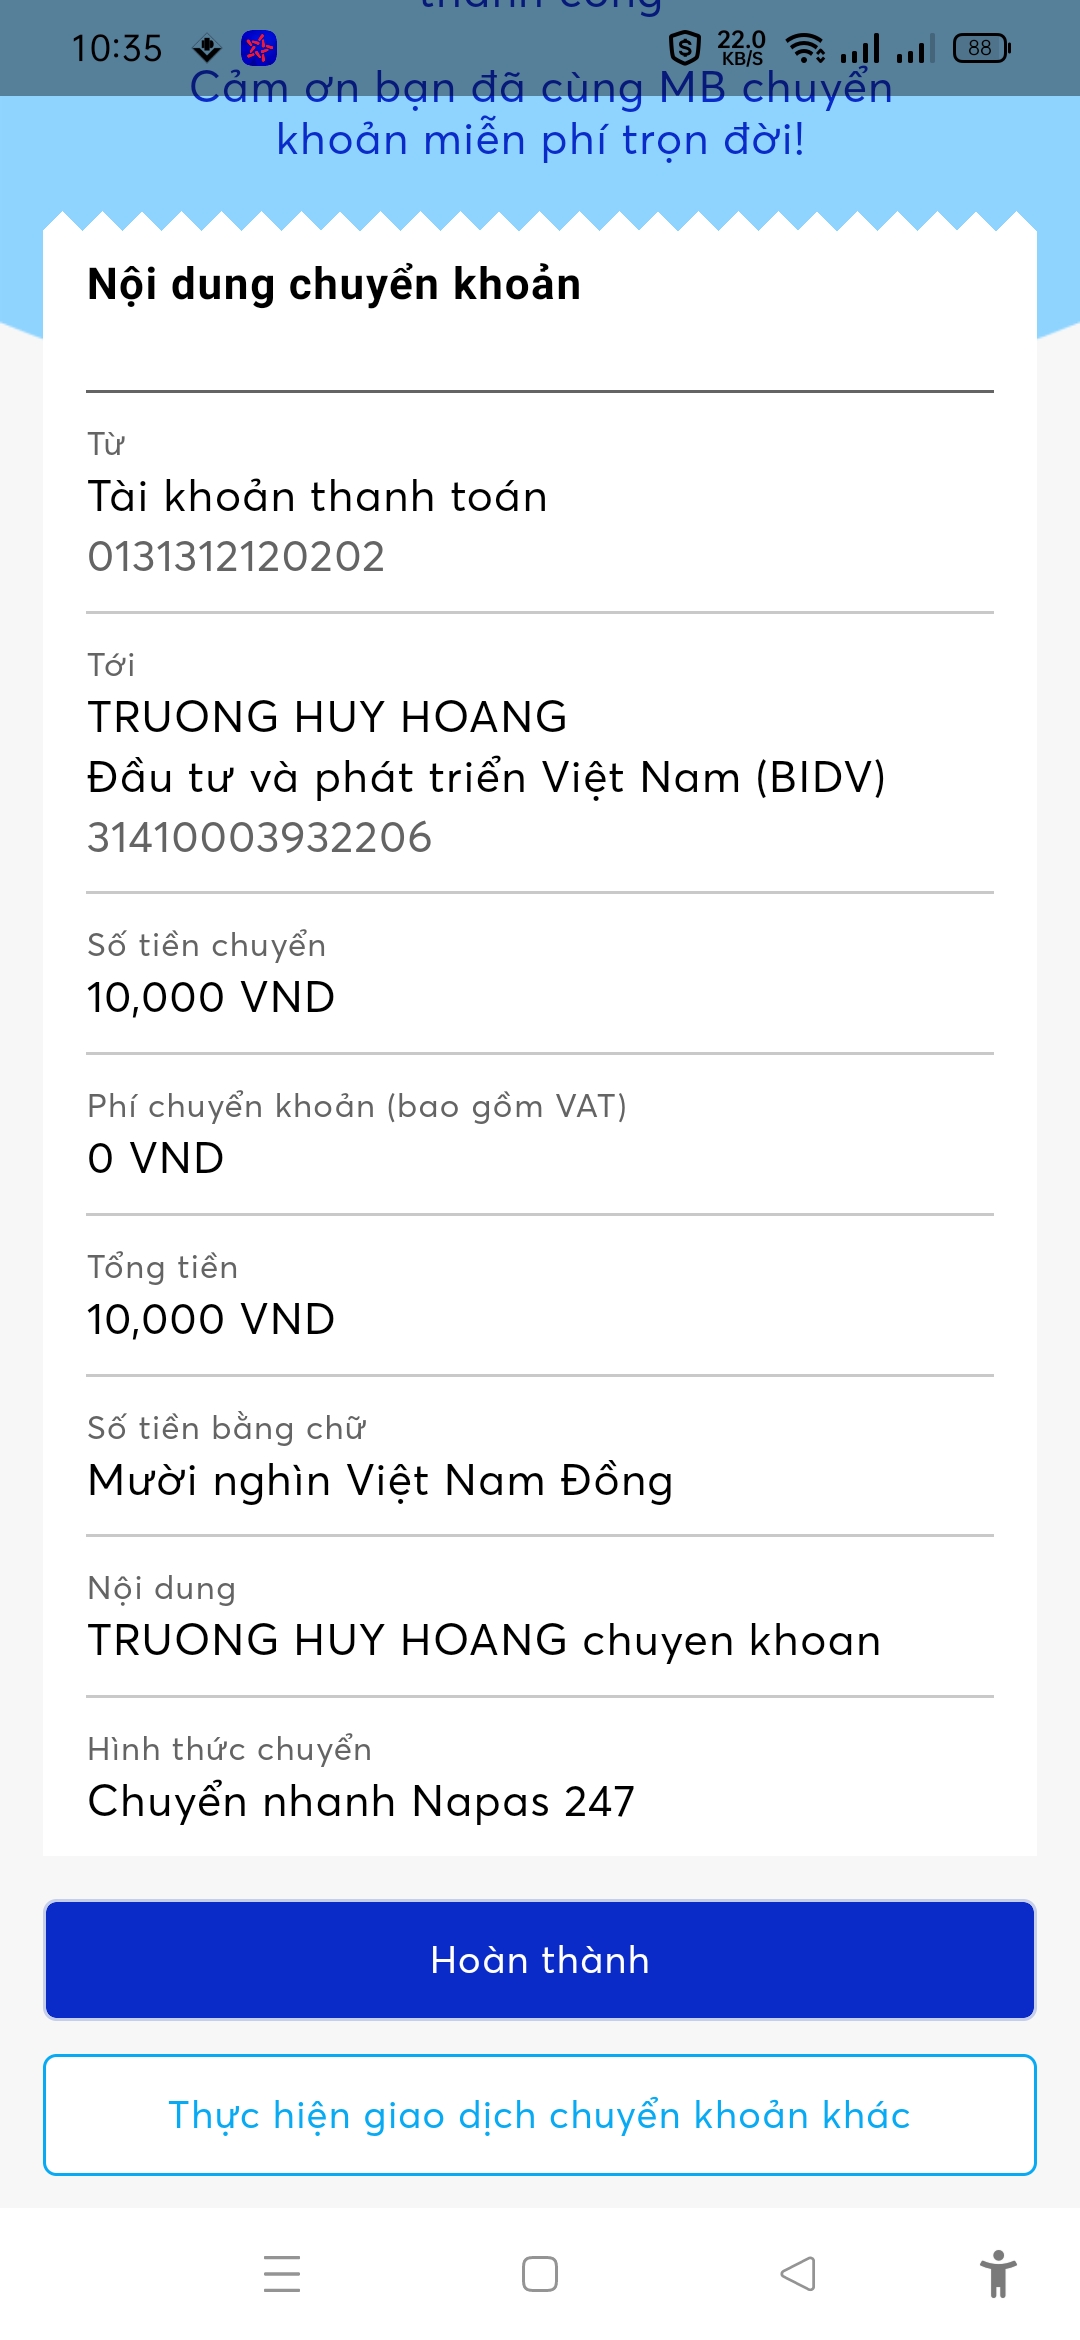 thành công
10:35
22.0
KB/S
88
Cảm ơn bạn đã cùng MB chuyển
khoản miễn phí trọn đời!
Nội dung chuyển khoản
Từ
Tài khoản thanh toán
0131312120202
Tới
TRUONG HUY HOANG
Đầu tư và phát triển Việt Nam (BIDV)
31410003932206
Số tiền chuyển
10,000 VND
Phí chuyển khoản (bao gồm VAT)
0 VND
Tổng tiền
10,000 VND
Số tiền bằng chữ
Mười nghìn Việt Nam Đồng
Nội dung
TRUONG HUY HOANG chuyen khoan
Hình thức chuyển
Chuyển nhanh Napas 247
Hoàn thành
Thực hiện giao dịch chuyển khoản khác